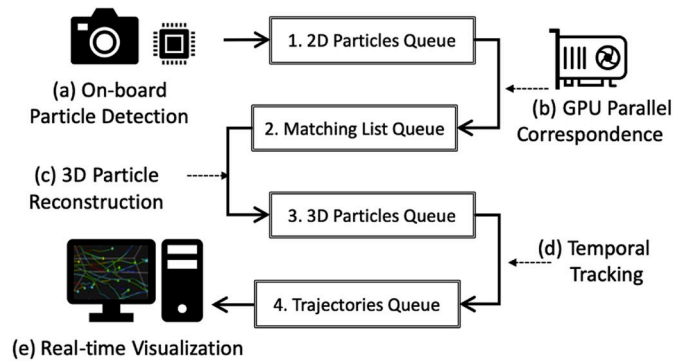 1. 2D Particles Queue
(a) On-board
Particle Detection
(b) GPU Parallel
Correspondence
2. Matching List Queue
(c) 3D Particle
Reconstruction
3. 3D Particles Queue
(d) Temporal
Tracking
4. Trajectories Queue
(e) Real-time Visualization